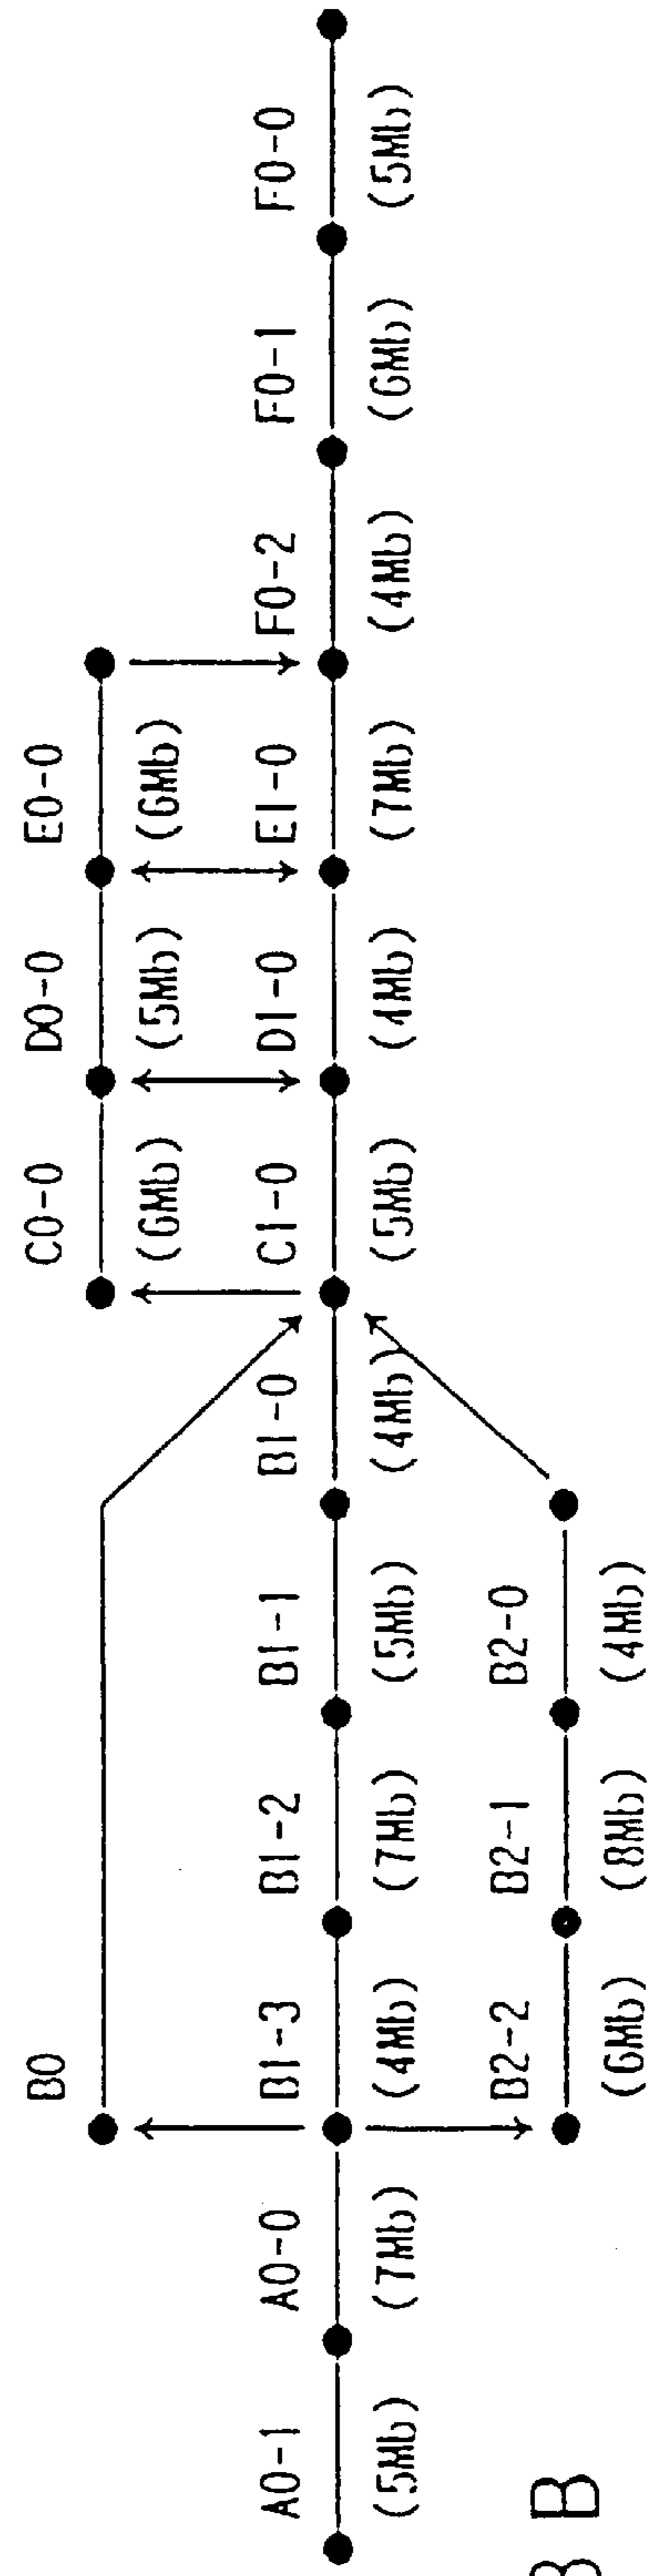 B0 C0-0 D0-0 E0-0
(6Mb) (5Mb) (6Mb)
A0-1 A0-0 B1-3 B1-2 B1-1 B1-0 C1-0 D1-0 E1-0 F0-2 F0-1 F0-0
(5Mb) (7Mb) (4Mb) (7Mb) (5Mb) (4Mb) (5Mb) (4Mb) (7Mb) (4Mb) (6Mb) (5Mb)
B2-2 B2-1 B2-0
(6Mb) (8Mb) (4Mb)
B